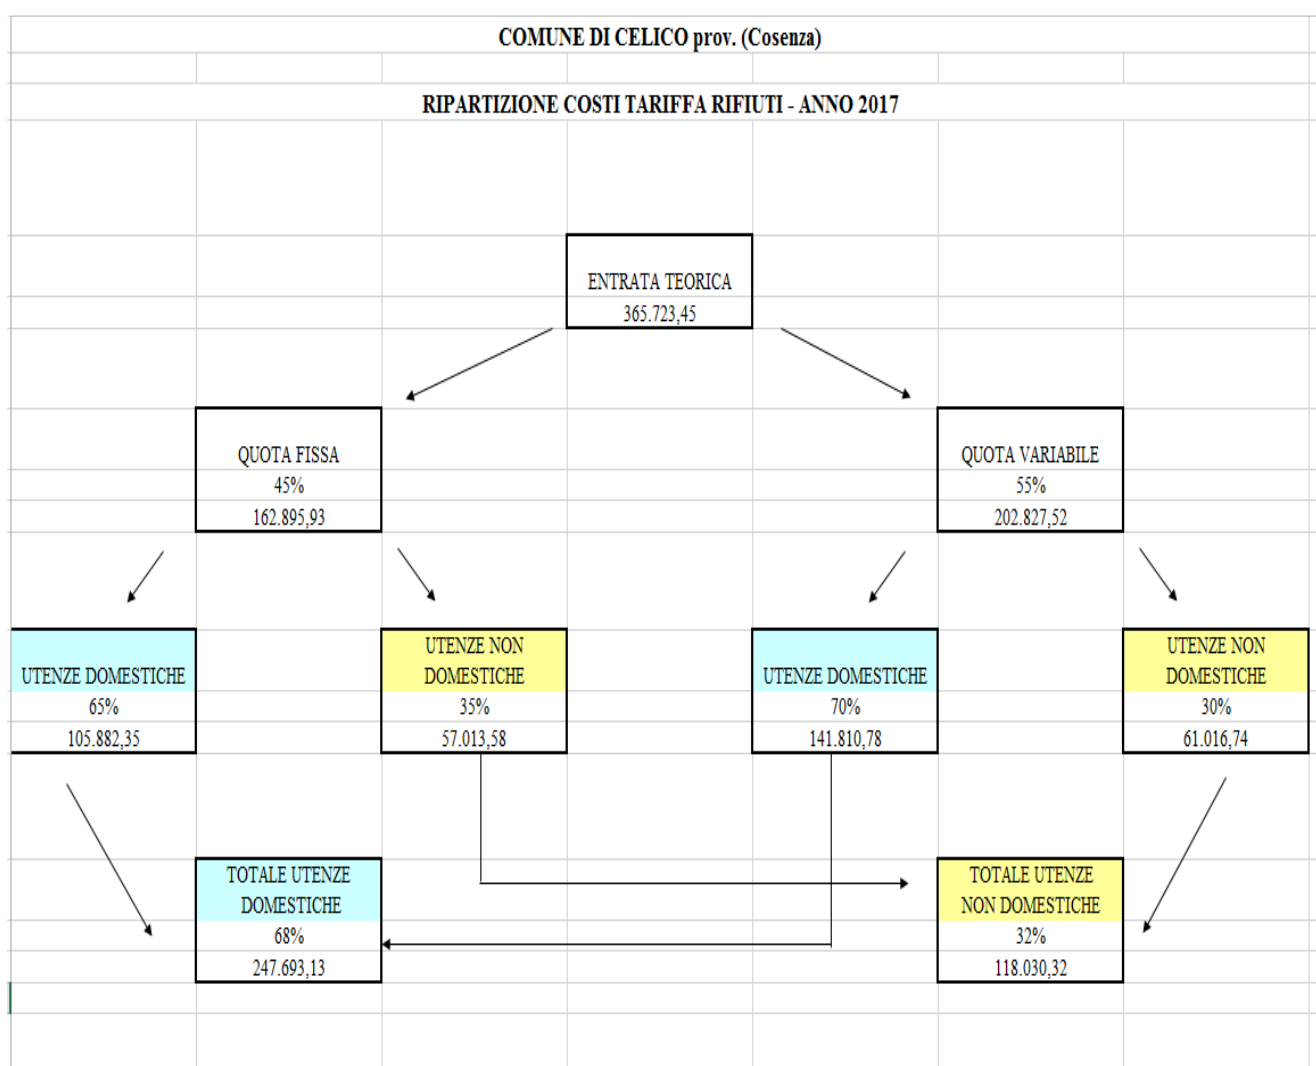 COMUNE DI CELICO prov. (Cosenza)
RIPARTIZIONE COSTI TARIFFA RIFIUTI - ANNO 2017
ENTRATA TEORICA
365.723,45
QUOTA FISSA
45%
162.895,93
QUOTA VARIABILE
55%
202.827,52
UTENZE DOMESTICHE
65%
105.882,35
UTENZE NON
DOMESTICHE
35%
57.013,58
UTENZE DOMESTICHE
70%
141.810,78
UTENZE NON
DOMESTICHE
30%
61.016,74
TOTALE UTENZE
DOMESTICHE
68%
247.693,13
TOTALE UTENZE
NON DOMESTICHE
32%
118.030,32